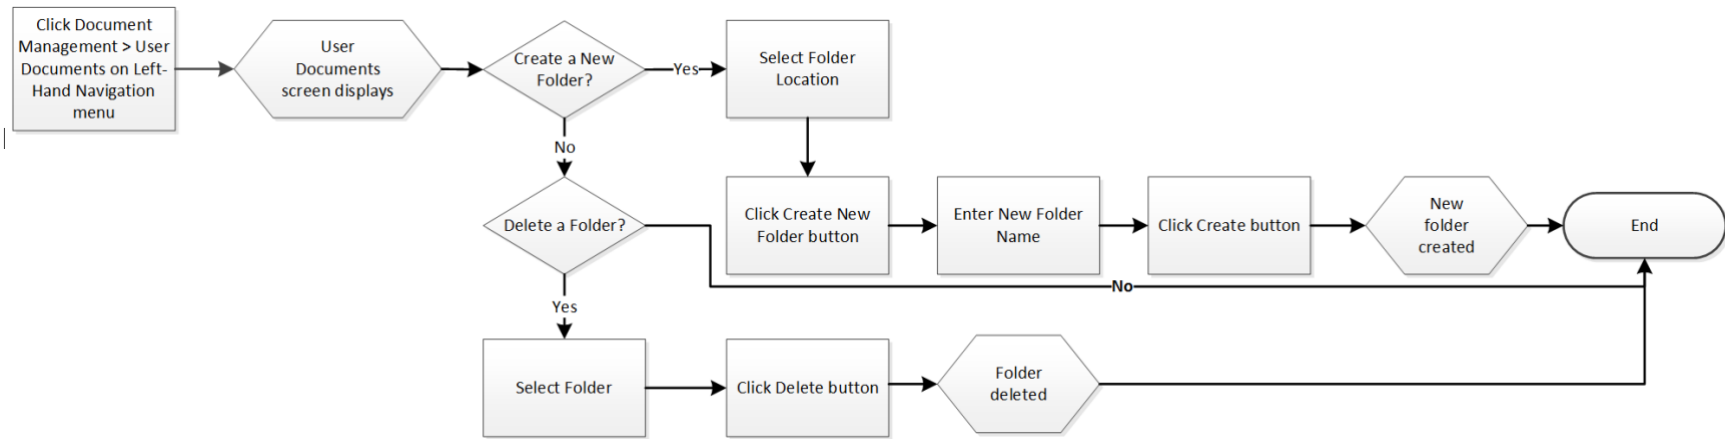 Click Document
Management > User
Documents on Left-
Hand Navigation
menu
User
Documents
screen displays
Create a New
Folder?
Yes
Select Folder
Location
No
Delete a Folder?
Click Create New
Folder button
Enter New Folder
Name
Click Create button
New
folder
created
End
No
Yes
Select Folder
Click Delete button
Folder
deleted